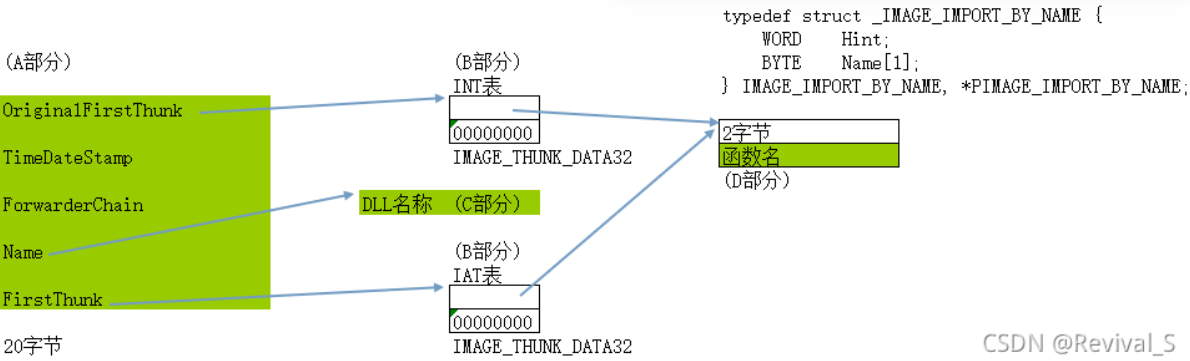 typedef struct _IMAGE_IMPORT_BY_NAME {
WORD Hint;
BYTE Name[1];
} IMAGE_IMPORT_BY_NAME, *PIMAGE_IMPORT_BY_NAME;
(A部分)
OriginalFirstThunk
TimeDateStamp
ForwarderChain
Name
FirstThunk
20字节
(B部分)
INT表
00000000
IMAGE_THUNK_DATA32
DLL名称 (C部分)
(B部分)
IAT表
00000000
IMAGE_THUNK_DATA32
2字节
函数名
(D部分)
CSDN @Revival_S